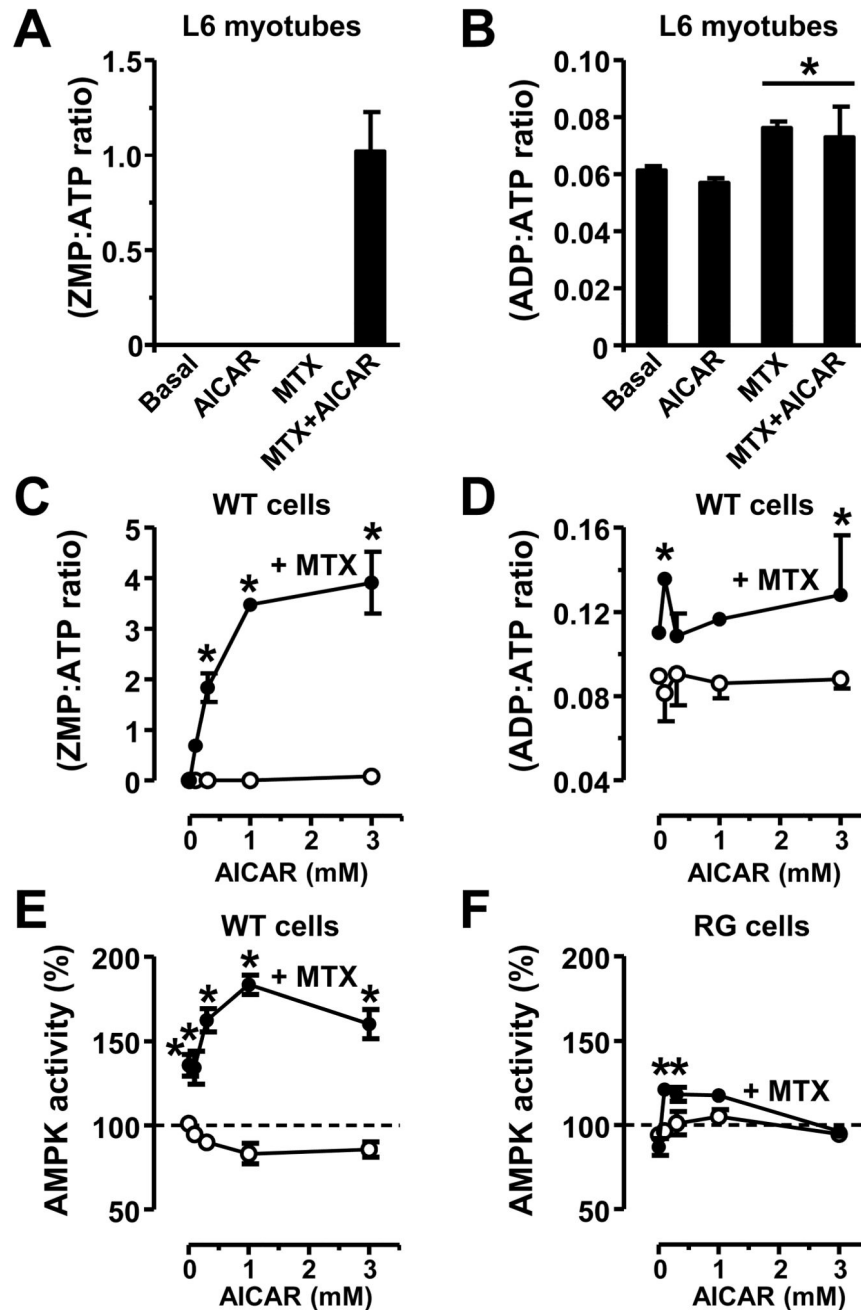 A
L6 myotubes
(ZMP:ATP ratio)
1.5
1.0
0.5
0
Basal
AICAR
MTX
MTX+AICAR
B
L6 myotubes
(ADP:ATP ratio)
0.10
0.08
0.06
0.04
0.02
0
*
Basal
AICAR
MTX
MTX+AICAR
C
WT cells
(ZMP:ATP ratio)
5
4
3
2
1
0
* * *
+ MTX
0 1 2 3
AICAR (mM)
D
WT cells
(ADP:ATP ratio)
0.16
0.12
0.08
0.04
* *
+ MTX
0 1 2 3
AICAR (mM)
E
WT cells
AMPK activity (%)
200
150
100
50
* * * * *
+ MTX
0 1 2 3
AICAR (mM)
F
RG cells
AMPK activity (%)
200
150
100
50
**
+ MTX
0 1 2 3
AICAR (mM)